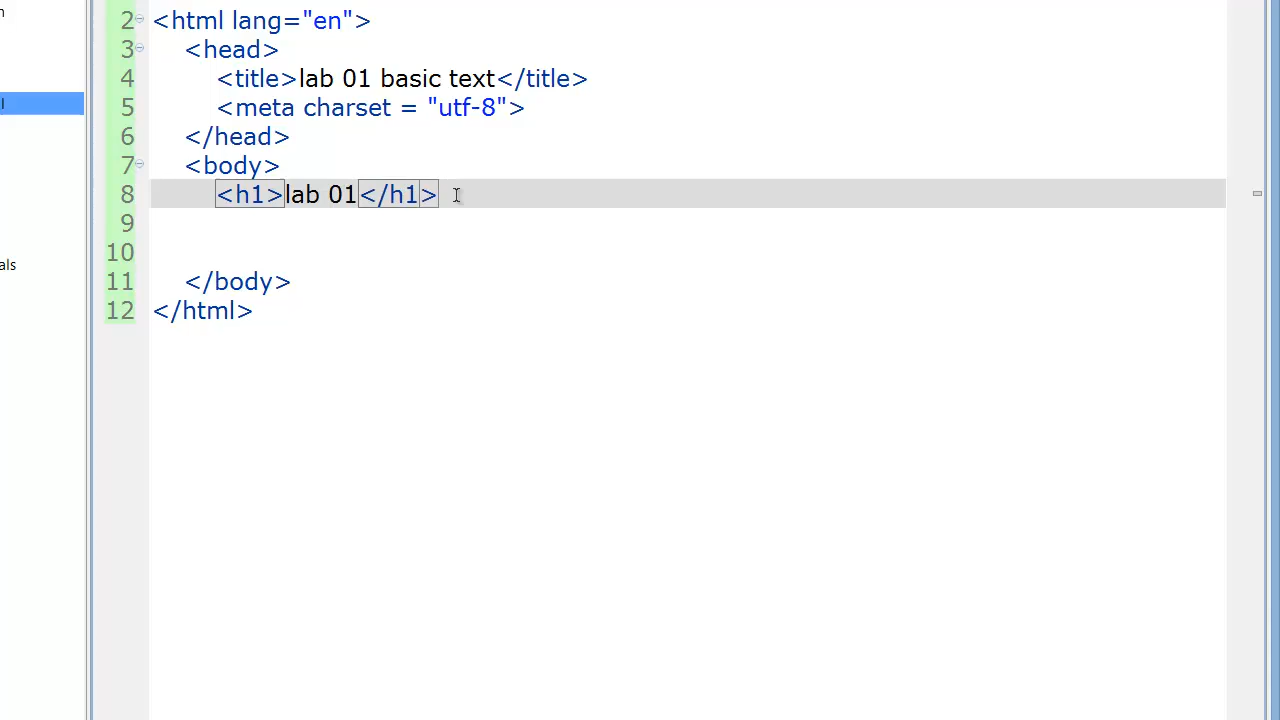 2 <html lang="en">
3 <head>
4 <title>lab 01 basic text</title>
5 <meta charset = "utf-8">
6 </head>
7 <body>
8 <h1>lab 01</h1>
9
10
als
11 </body>
12 </html>